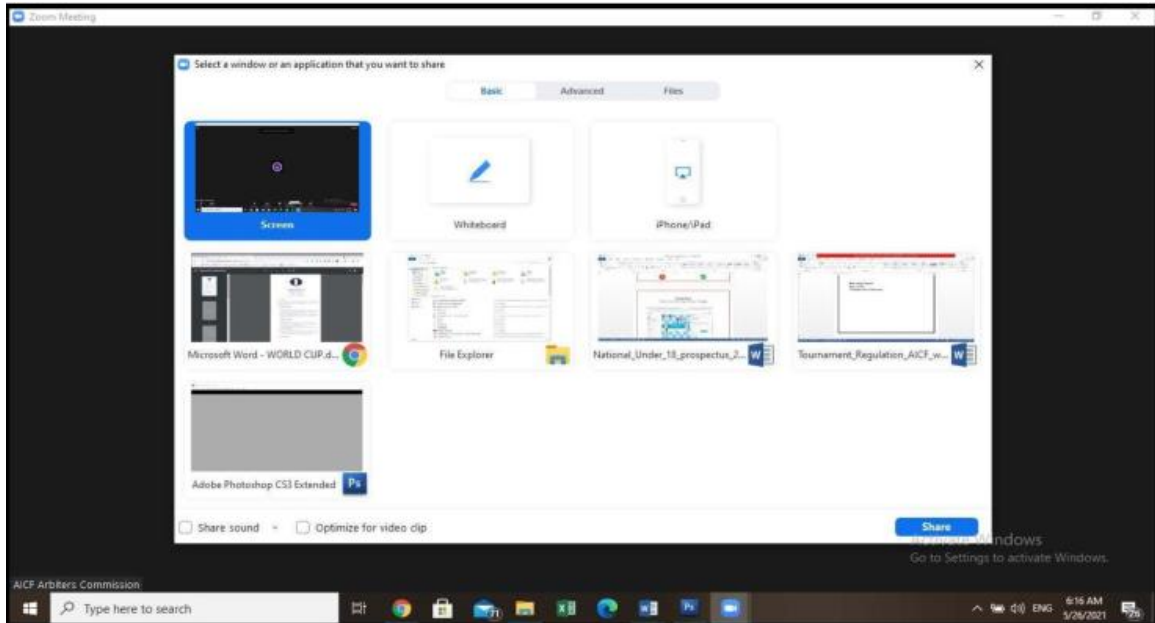 Zoom Meeting
Select a window or an application that you want to share
Basic Advanced Files
Screen
Whiteboard
iPhone/iPad
Microsoft Word - WORLD CUP.d...
File Explorer
National_Under_18_prospectus_2...
Tournament_Regulation_AICF_w...
Adobe Photoshop CS3 Extended
Ps
Share sound
Optimize for video clip
Share
Activate Windows
Go to Settings to activate Windows.
AICF Arbiters Commission
Type here to search
ENG
6:16 AM
5/26/2021